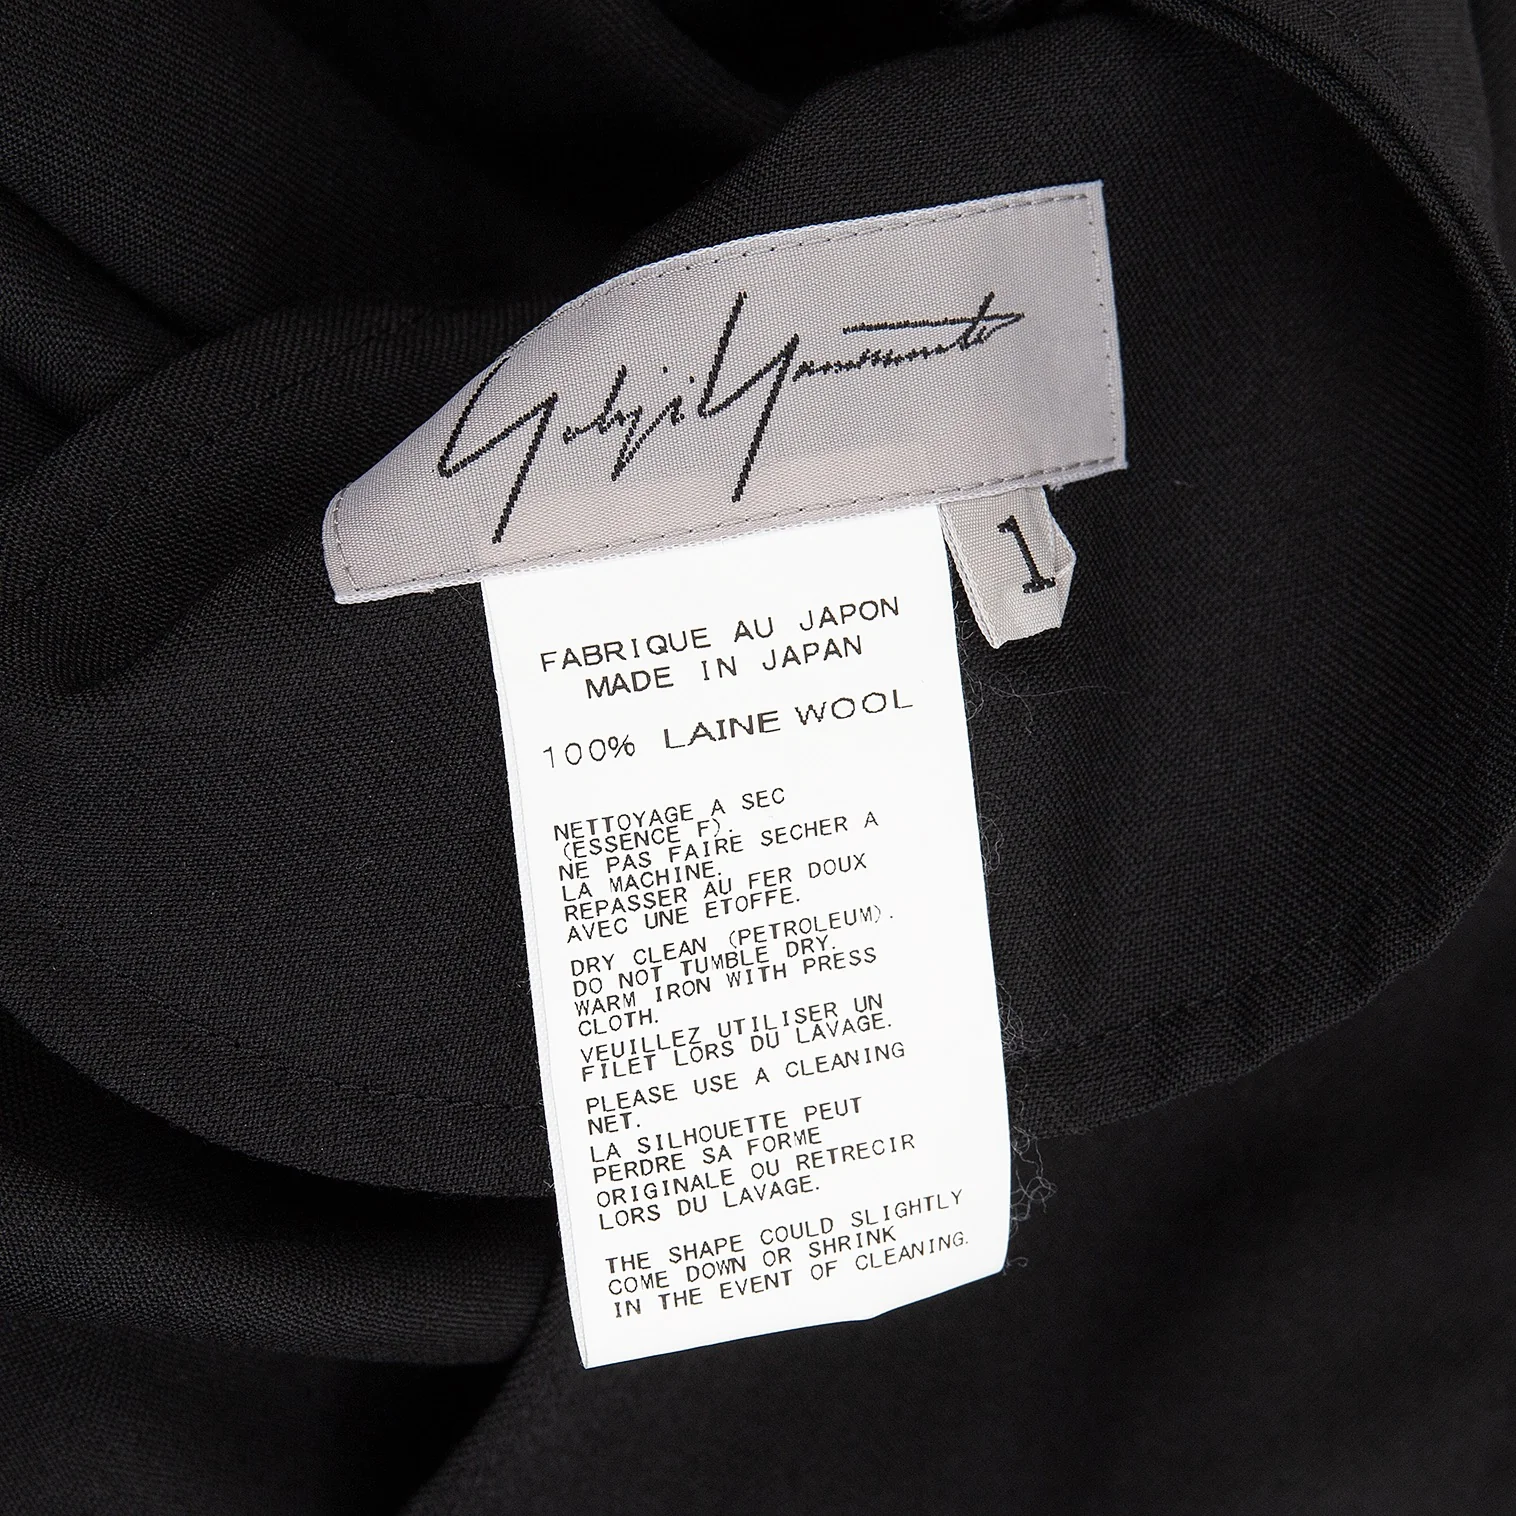 Yohji Yamamoto
1
FABRIQUE AU JAPON
MADE IN JAPAN
100% LAINE WOOL
NETTOYAGE A SEC
(ESSENCE F).
NE PAS FAIRE SECHER A
LA MACHINE.
REPASSER AU FER DOUX
AVEC UNE ETOFFE.
DRY CLEAN (PETROLEUM).
DO NOT TUMBLE DRY.
WARM IRON WITH PRESS
CLOTH.
VEUILLEZ UTILISER UN
FILET LORS DU LAVAGE.
PLEASE USE A CLEANING
NET.
LA SILHOUETTE PEUT
PERDRE SA FORME
ORIGINALE OU RETRECIR
LORS DU LAVAGE.
THE SHAPE COULD SLIGHTLY
COME DOWN OR SHRINK
IN THE EVENT OF CLEANING.